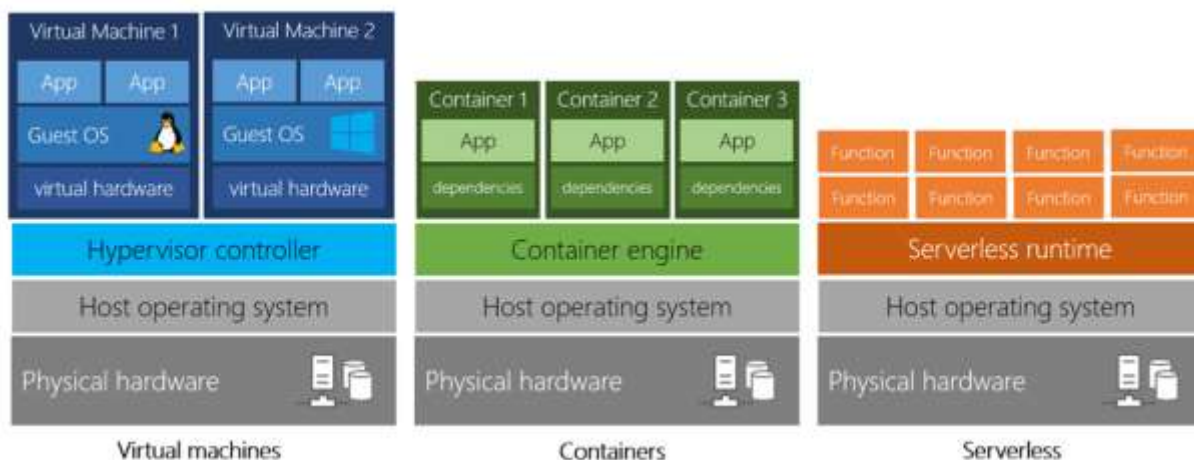 Virtual Machine 1
App App
Guest OS
virtual hardware
Virtual Machine 2
App App
Guest OS
virtual hardware
Hypervisor controller
Host operating system
Physical hardware
Virtual machines
Container 1
App
dependencies
Container 2
App
dependencies
Container 3
App
dependencies
Container engine
Host operating system
Physical hardware
Containers
Function Function Function Function
Function Function Function Function
Serverless runtime
Host operating system
Physical hardware
Serverless